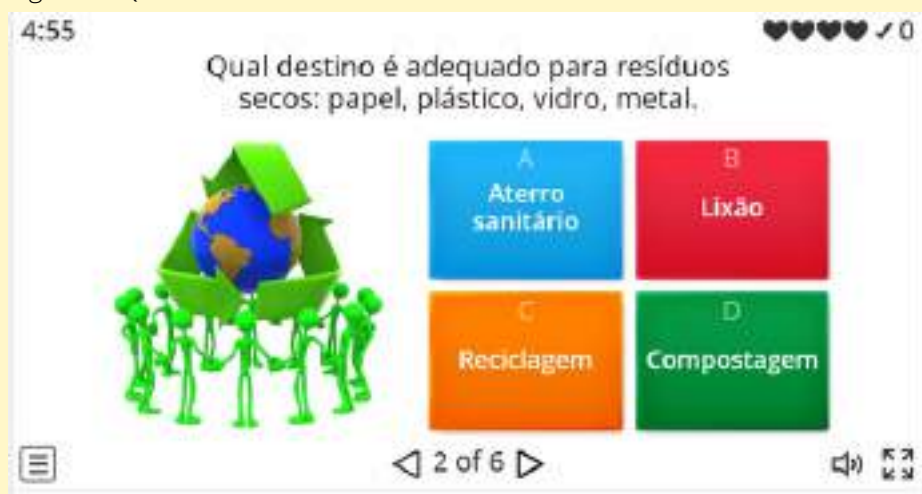 4:55
✓ 0
Qual destino é adequado para resíduos
secos: papel, plástico, vidro, metal.
A
Aterro
sanitário
B
Lixão
C
Reciclagem
D
Compostagem
2 of 6